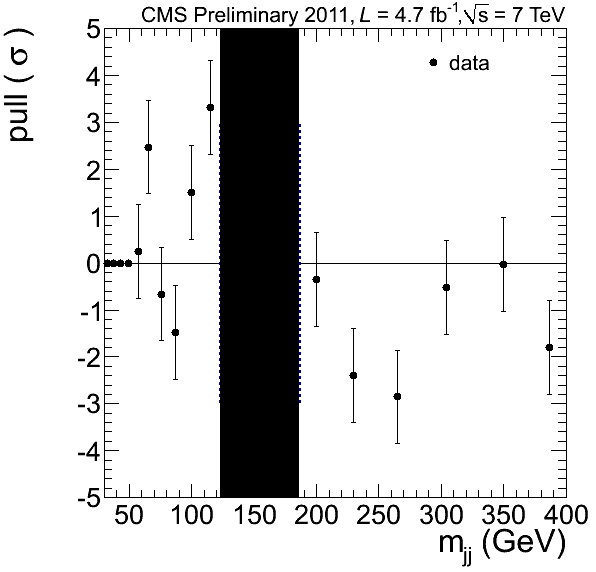 CMS Preliminary 2011, L = 4.7 fb⁻¹, √s = 7 TeV
pull ( σ )
data
5
4
3
2
1
0
-1
-2
-3
-4
-5
50 100 150 200 250 300 350 400
m_jj (GeV)